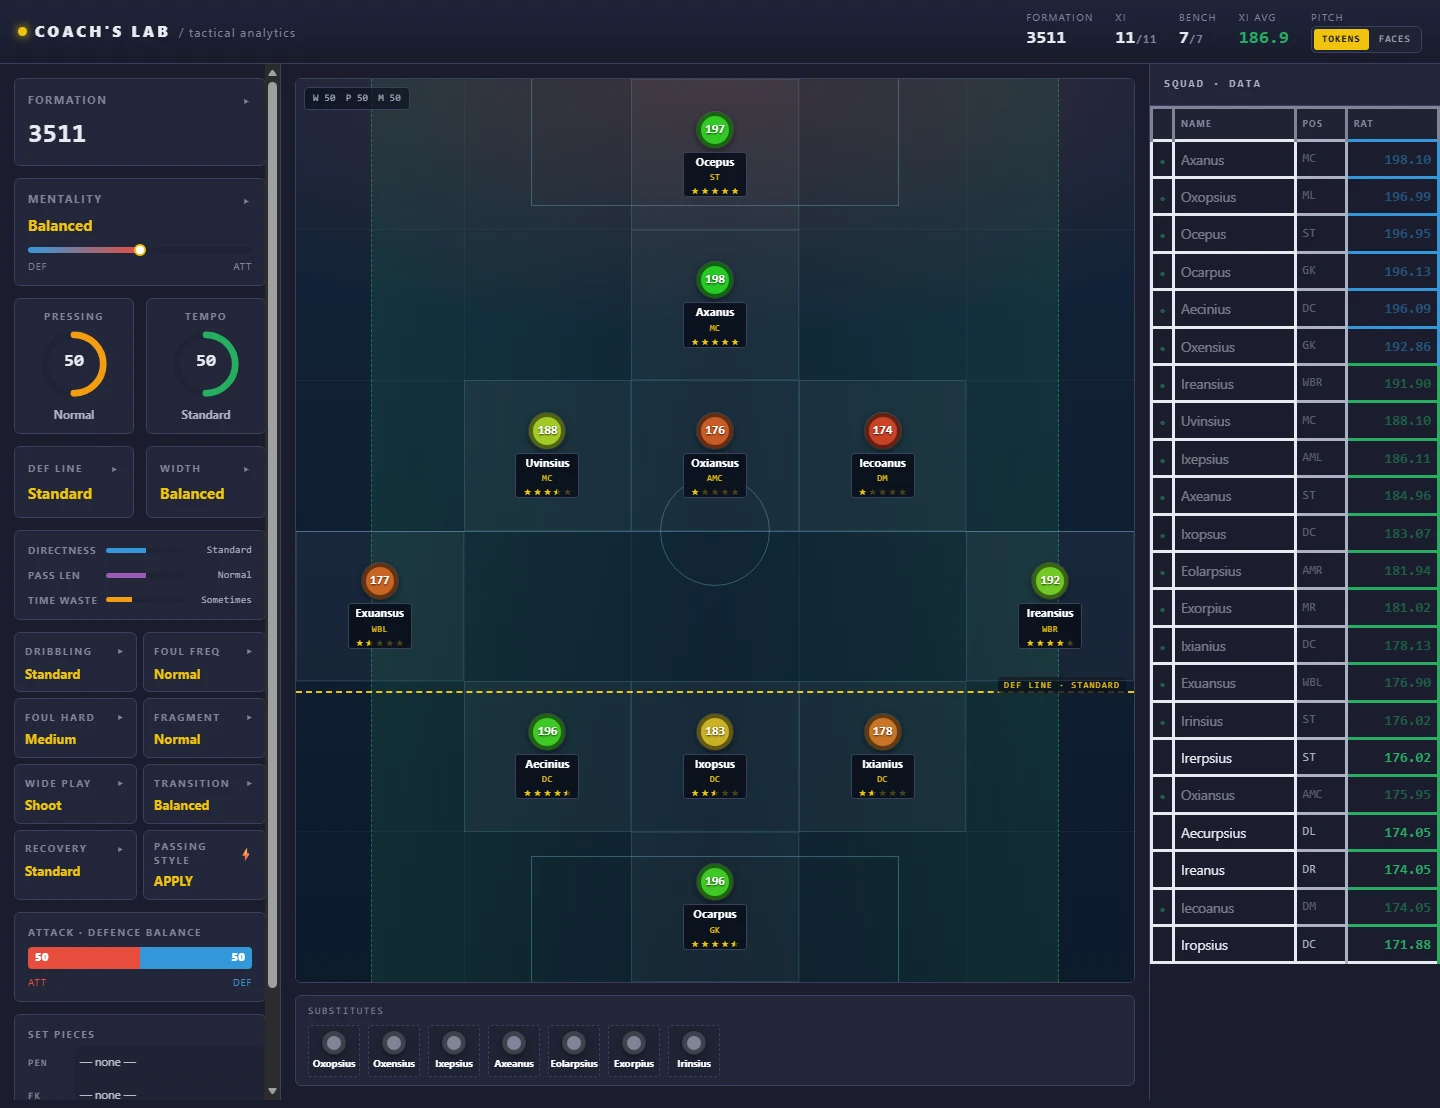 COACH'S LAB / tactical analytics
FORMATION
3511
XI
11/11
BENCH
7/7
XI AVG
186.9
PITCH
TOKENS FACES
FORMATION ▸
3511
MENTALITY ▸
Balanced
DEF ATT
PRESSING
50
Normal
TEMPO
50
Standard
DEF LINE ▸
Standard
WIDTH ▸
Balanced
DIRECTNESS Standard
PASS LEN Normal
TIME WASTE Sometimes
DRIBBLING ▸
Standard
FOUL FREQ ▸
Normal
FOUL HARD ▸
Medium
FRAGMENT ▸
Normal
WIDE PLAY ▸
Shoot
TRANSITION ▸
Balanced
RECOVERY ▸
Standard
PASSING
STYLE
APPLY
ATTACK · DEFENCE BALANCE
50 50
ATT DEF
SET PIECES
PEN — none —
FK — none —
W 50 P 50 M 50
197
Ocepus
ST
198
Axanus
MC
188
Uvinsius
MC
176
Oxiansus
AMC
174
Iecoanus
DM
177
Exuansus
WBL
192
Ireansius
WBR
DEF LINE · STANDARD
196
Aecinius
DC
183
Ixopsus
DC
178
Ixianius
DC
196
Ocarpus
GK
SUBSTITUTES
Oxopsius Oxensius Ixepsius Axeanus Eolarpsius Exorpius Irinsius
SQUAD · DATA
NAME POS RAT
Axanus MC 198.10
Oxopsius ML 196.99
Ocepus ST 196.95
Ocarpus GK 196.13
Aecinius DC 196.09
Oxensius GK 192.86
Ireansius WBR 191.90
Uvinsius MC 188.10
Ixepsius AML 186.11
Axeanus ST 184.96
Ixopsus DC 183.07
Eolarpsius AMR 181.94
Exorpius MR 181.02
Ixianius DC 178.13
Exuansus WBL 176.90
Irinsius ST 176.02
Irerpsius ST 176.02
Oxiansus AMC 175.95
Aecurpsius DL 174.05
Ireanus DR 174.05
Iecoanus DM 174.05
Iropsius DC 171.88